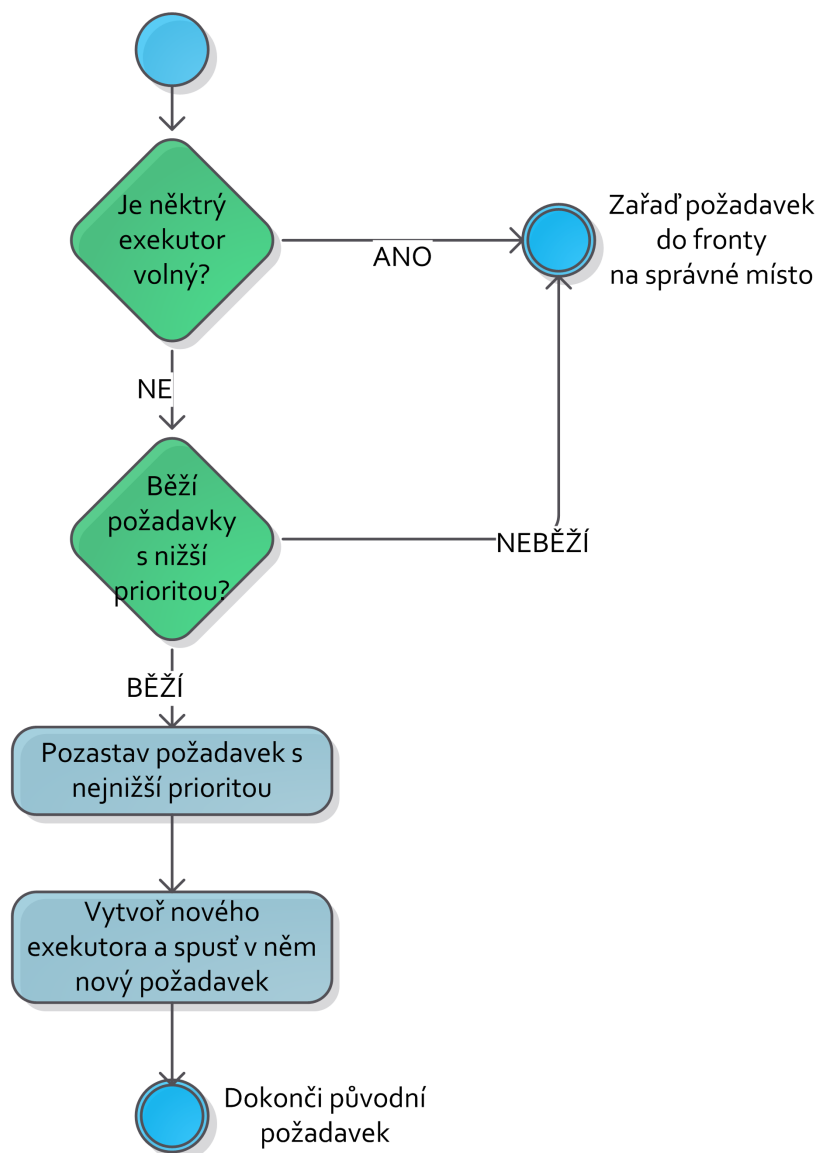 Je něktrý
exekutor
volný?
ANO
Zařaď požadavek
do fronty
na správné místo
NE
Běží
požadavky
s nižší
prioritou?
NEBĚŽÍ
BĚŽÍ
Pozastav požadavek s
nejnižší prioritou
Vytvoř nového
exekutora a spusť v něm
nový požadavek
Dokonči původní
požadavek